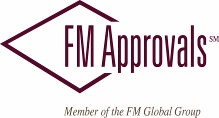 FM Approvals℠
Member of the FM Global Group